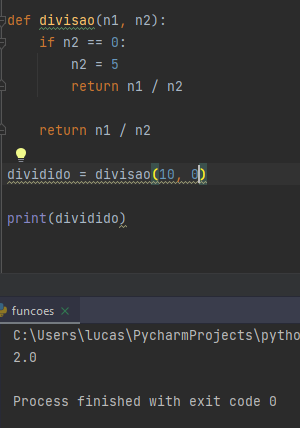 def divisao(n1, n2):
    if n2 == 0:
        n2 = 5
        return n1 / n2
    return n1 / n2
dividido = divisao(10, 0)
print(dividido)
funcoes ×
C:\Users\lucas\PycharmProjects\pytho
2.0
Process finished with exit code 0